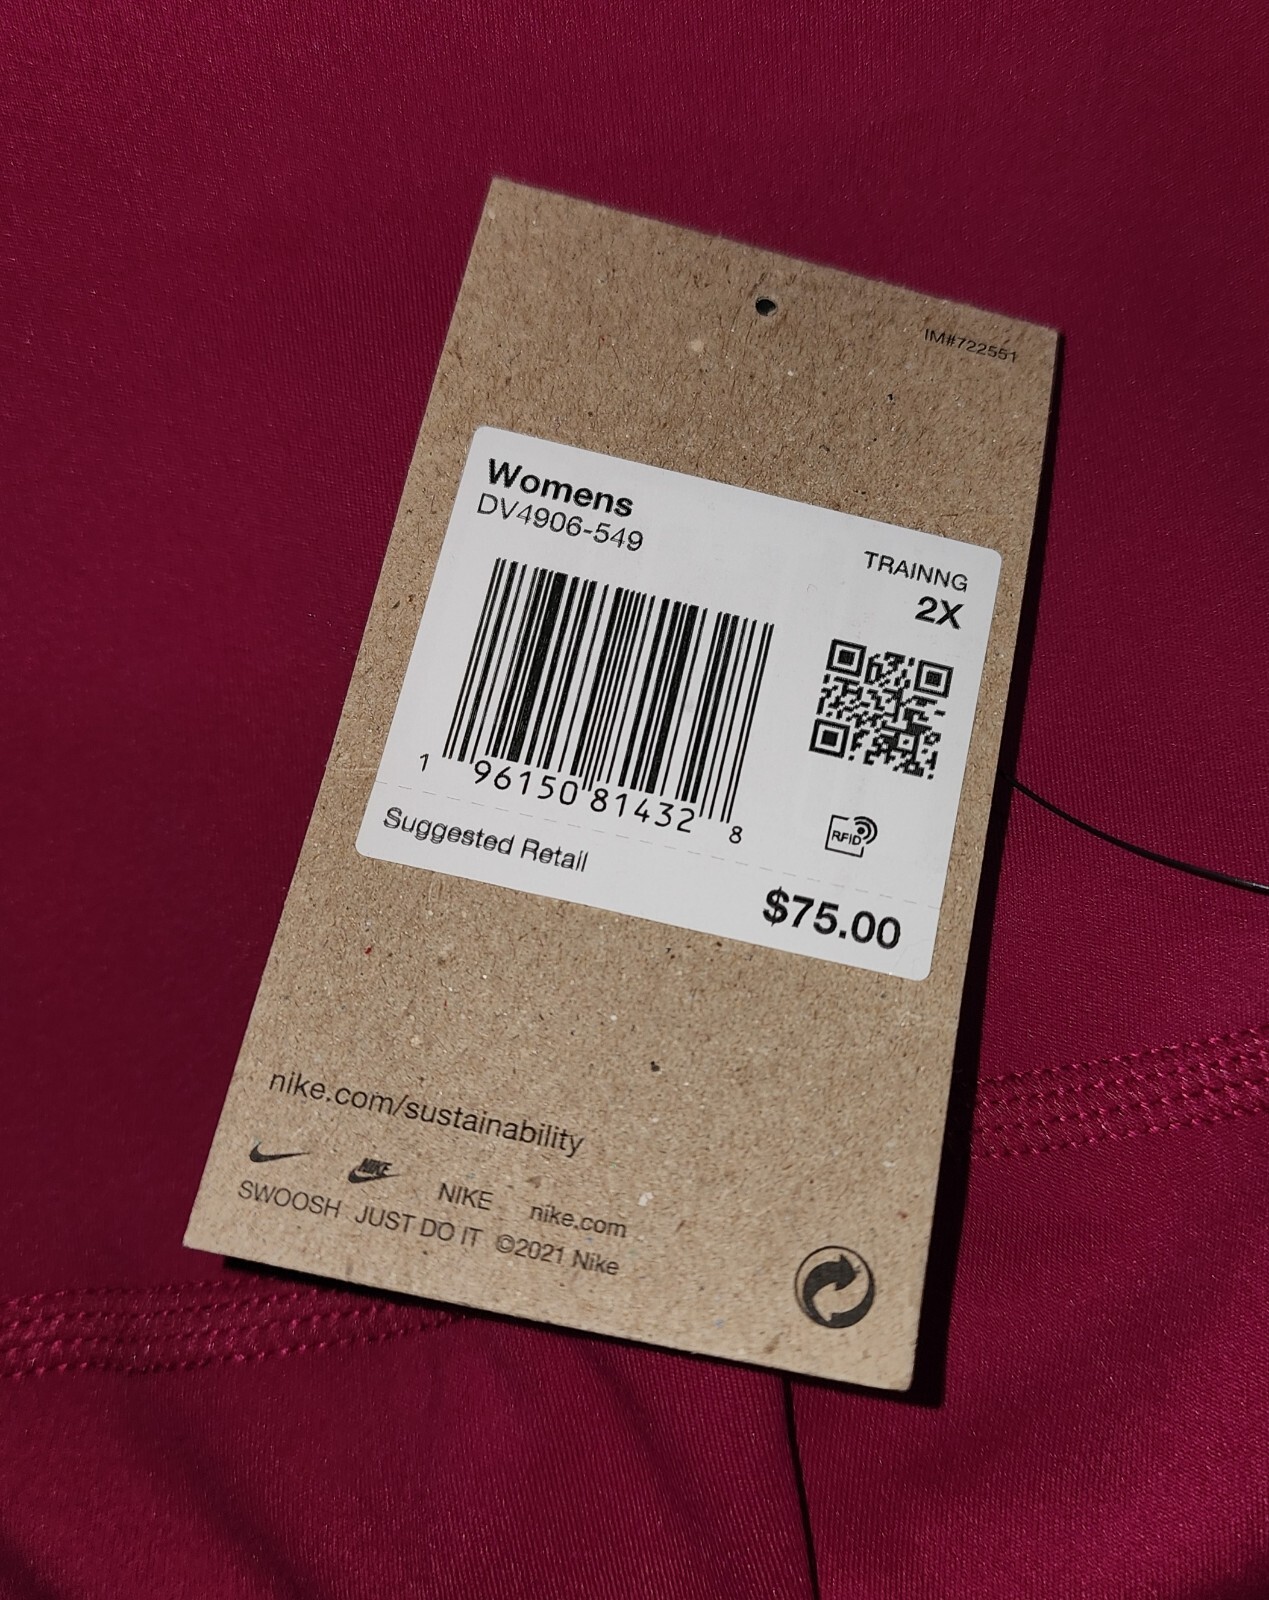 IM#722551
Womens
DV4906-549
TRAINNG
2X
1 96150 81432 8
RFID
Suggested Retail
$75.00
nike.com/sustainability
NIKE NIKE nike.com
SWOOSH JUST DO IT ©2021 Nike